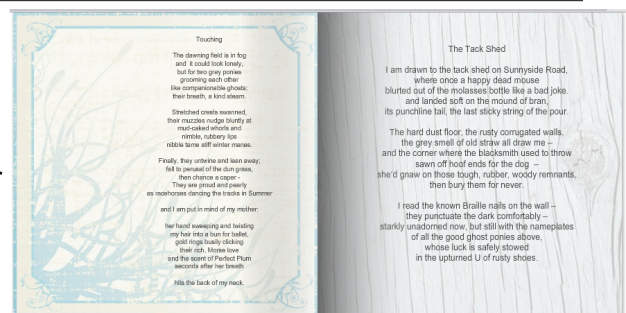 Touching
The dawning field is in fog
and it could look lonely,
but for two grey ponies
grooming each other
like companionable ghosts;
their breath, a kind steam.
Stretched crests swanned,
their muzzles nudge bluntly at
mud-caked whorls and
nimble, rubbery lips
nibble tame stiff winter manes.
Finally, they untwine and lean away;
fall to perusal of the dun grass,
then chance a caper -
They are proud and pearly
as racehorses dancing the tracks in Summer
and I am put in mind of my mother:
her hand sweeping and twisting
my hair into a bun for ballet,
gold rings busily clicking
their rich, Morse love
and the scent of Perfect Plum
seconds after her breath
hits the back of my neck.
The Tack Shed
I am drawn to the tack shed on Sunnyside Road,
where once a happy dead mouse
blurted out of the molasses bottle like a bad joke.
and landed soft on the mound of bran,
its punchline tail, the last sticky string of the pour.
The hard dust floor, the rusty corrugated walls,
the grey smell of old straw all draw me –
and the corner where the blacksmith used to throw
sawn off hoof ends for the dog –
she'd gnaw on those tough, rubber, woody remnants,
then bury them for never.
I read the known Braille nails on the wall –
they punctuate the dark comfortably –
starkly unadorned now, but still with the nameplates
of all the good ghost ponies above,
whose luck is safely stowed
in the upturned U of rusty shoes.